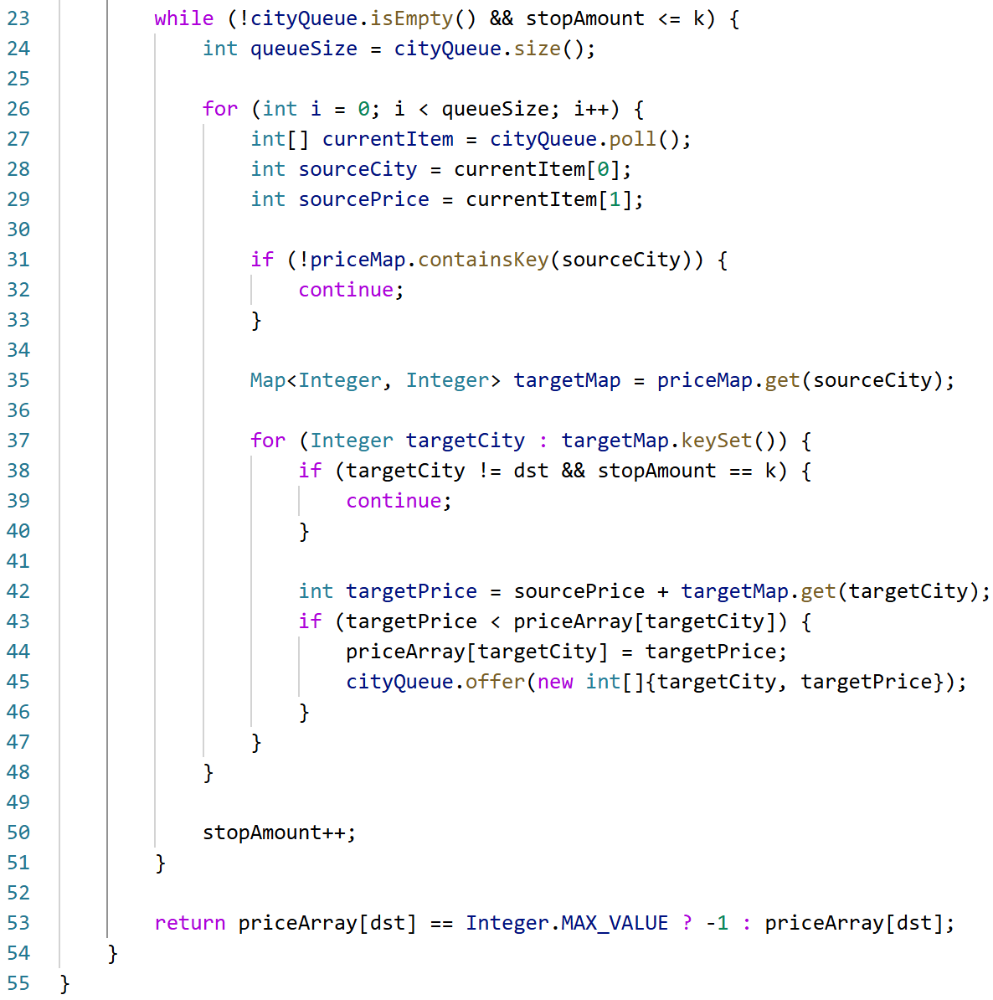 23 while (!cityQueue.isEmpty() && stopAmount <= k) {
24 int queueSize = cityQueue.size();
25
26 for (int i = 0; i < queueSize; i++) {
27 int[] currentItem = cityQueue.poll();
28 int sourceCity = currentItem[0];
29 int sourcePrice = currentItem[1];
30
31 if (!priceMap.containsKey(sourceCity)) {
32 continue;
33 }
34
35 Map<Integer, Integer> targetMap = priceMap.get(sourceCity);
36
37 for (Integer targetCity : targetMap.keySet()) {
38 if (targetCity != dst && stopAmount == k) {
39 continue;
40 }
41
42 int targetPrice = sourcePrice + targetMap.get(targetCity);
43 if (targetPrice < priceArray[targetCity]) {
44 priceArray[targetCity] = targetPrice;
45 cityQueue.offer(new int[]{targetCity, targetPrice});
46 }
47 }
48 }
49
50 stopAmount++;
51 }
52
53 return priceArray[dst] == Integer.MAX_VALUE ? -1 : priceArray[dst];
54 }
55 }